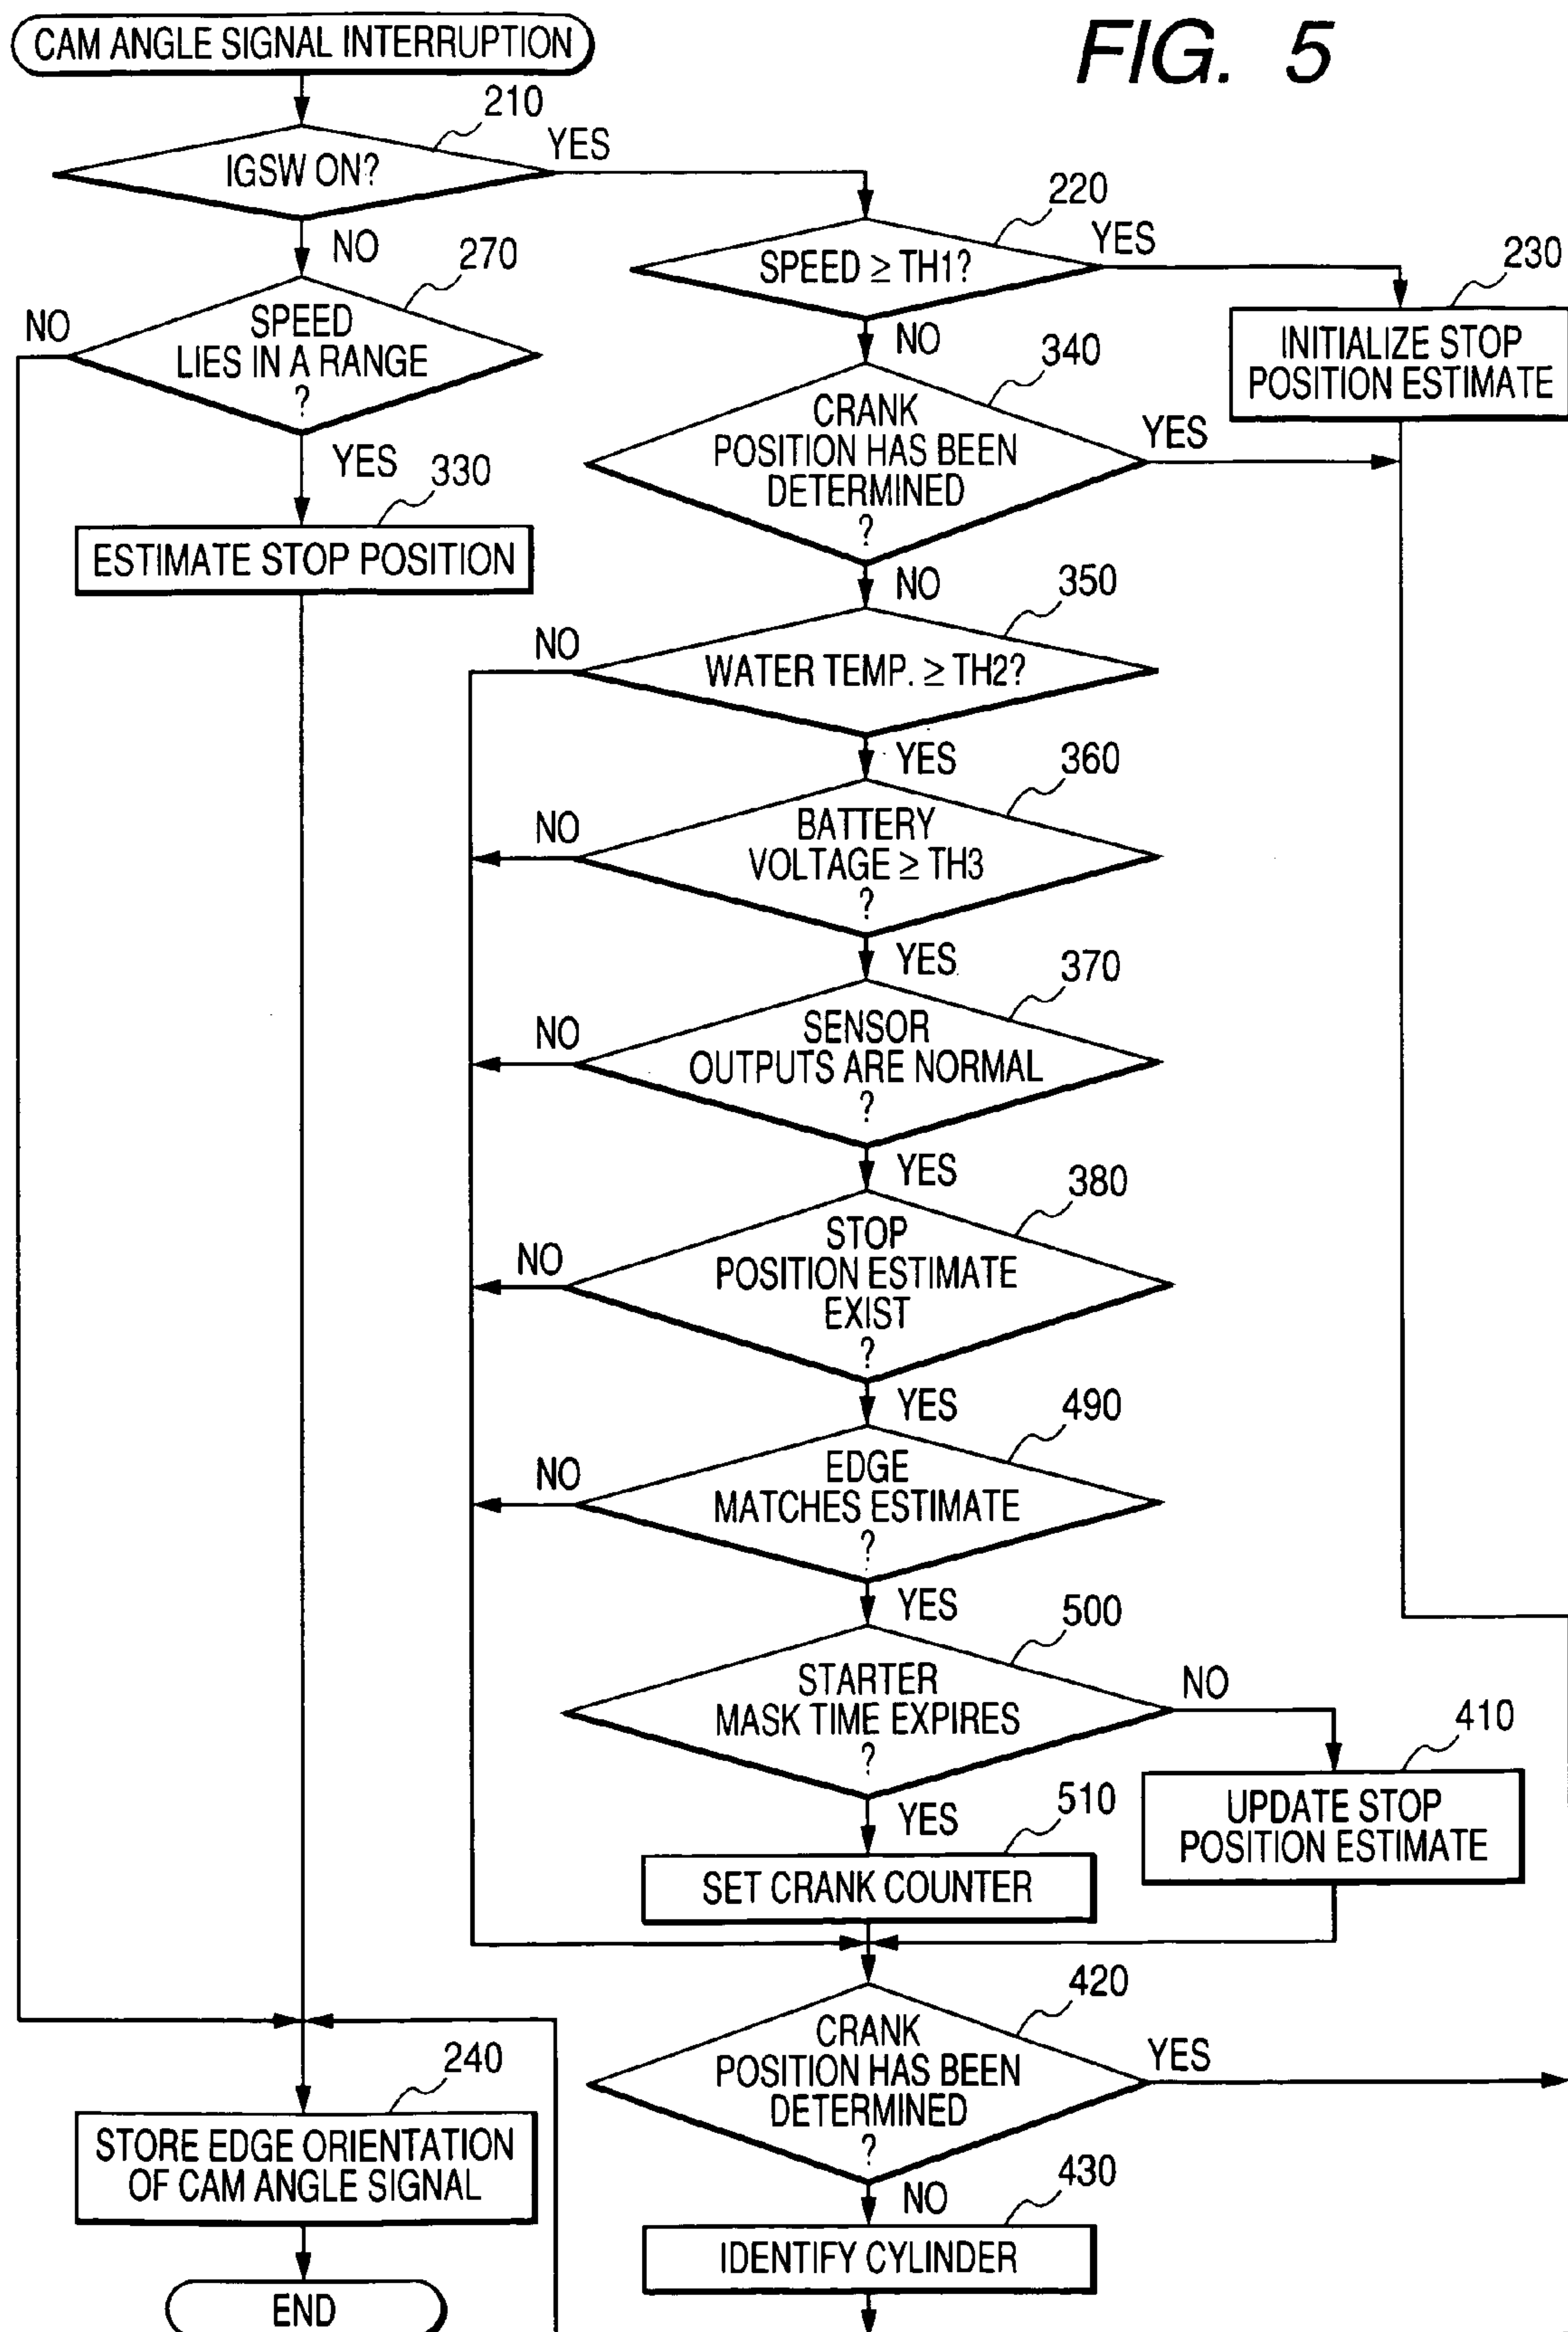 FIG. 5
CAM ANGLE SIGNAL INTERRUPTION
210
IGSW ON?
YES
NO
220
SPEED ≥ TH1?
YES
NO
230
INITIALIZE STOP
POSITION ESTIMATE
270
SPEED
LIES IN A RANGE
?
NO
YES
330
ESTIMATE STOP POSITION
340
CRANK
POSITION HAS BEEN
DETERMINED
?
YES
NO
350
WATER TEMP. ≥ TH2?
NO
YES
360
BATTERY
VOLTAGE ≥ TH3
?
NO
YES
370
SENSOR
OUTPUTS ARE NORMAL
?
NO
YES
380
STOP
POSITION ESTIMATE
EXIST
?
NO
YES
490
EDGE
MATCHES ESTIMATE
?
NO
YES
500
STARTER
MASK TIME EXPIRES
?
NO
YES
410
UPDATE STOP
POSITION ESTIMATE
510
SET CRANK COUNTER
420
CRANK
POSITION HAS BEEN
DETERMINED
?
YES
NO
430
IDENTIFY CYLINDER
240
STORE EDGE ORIENTATION
OF CAM ANGLE SIGNAL
END